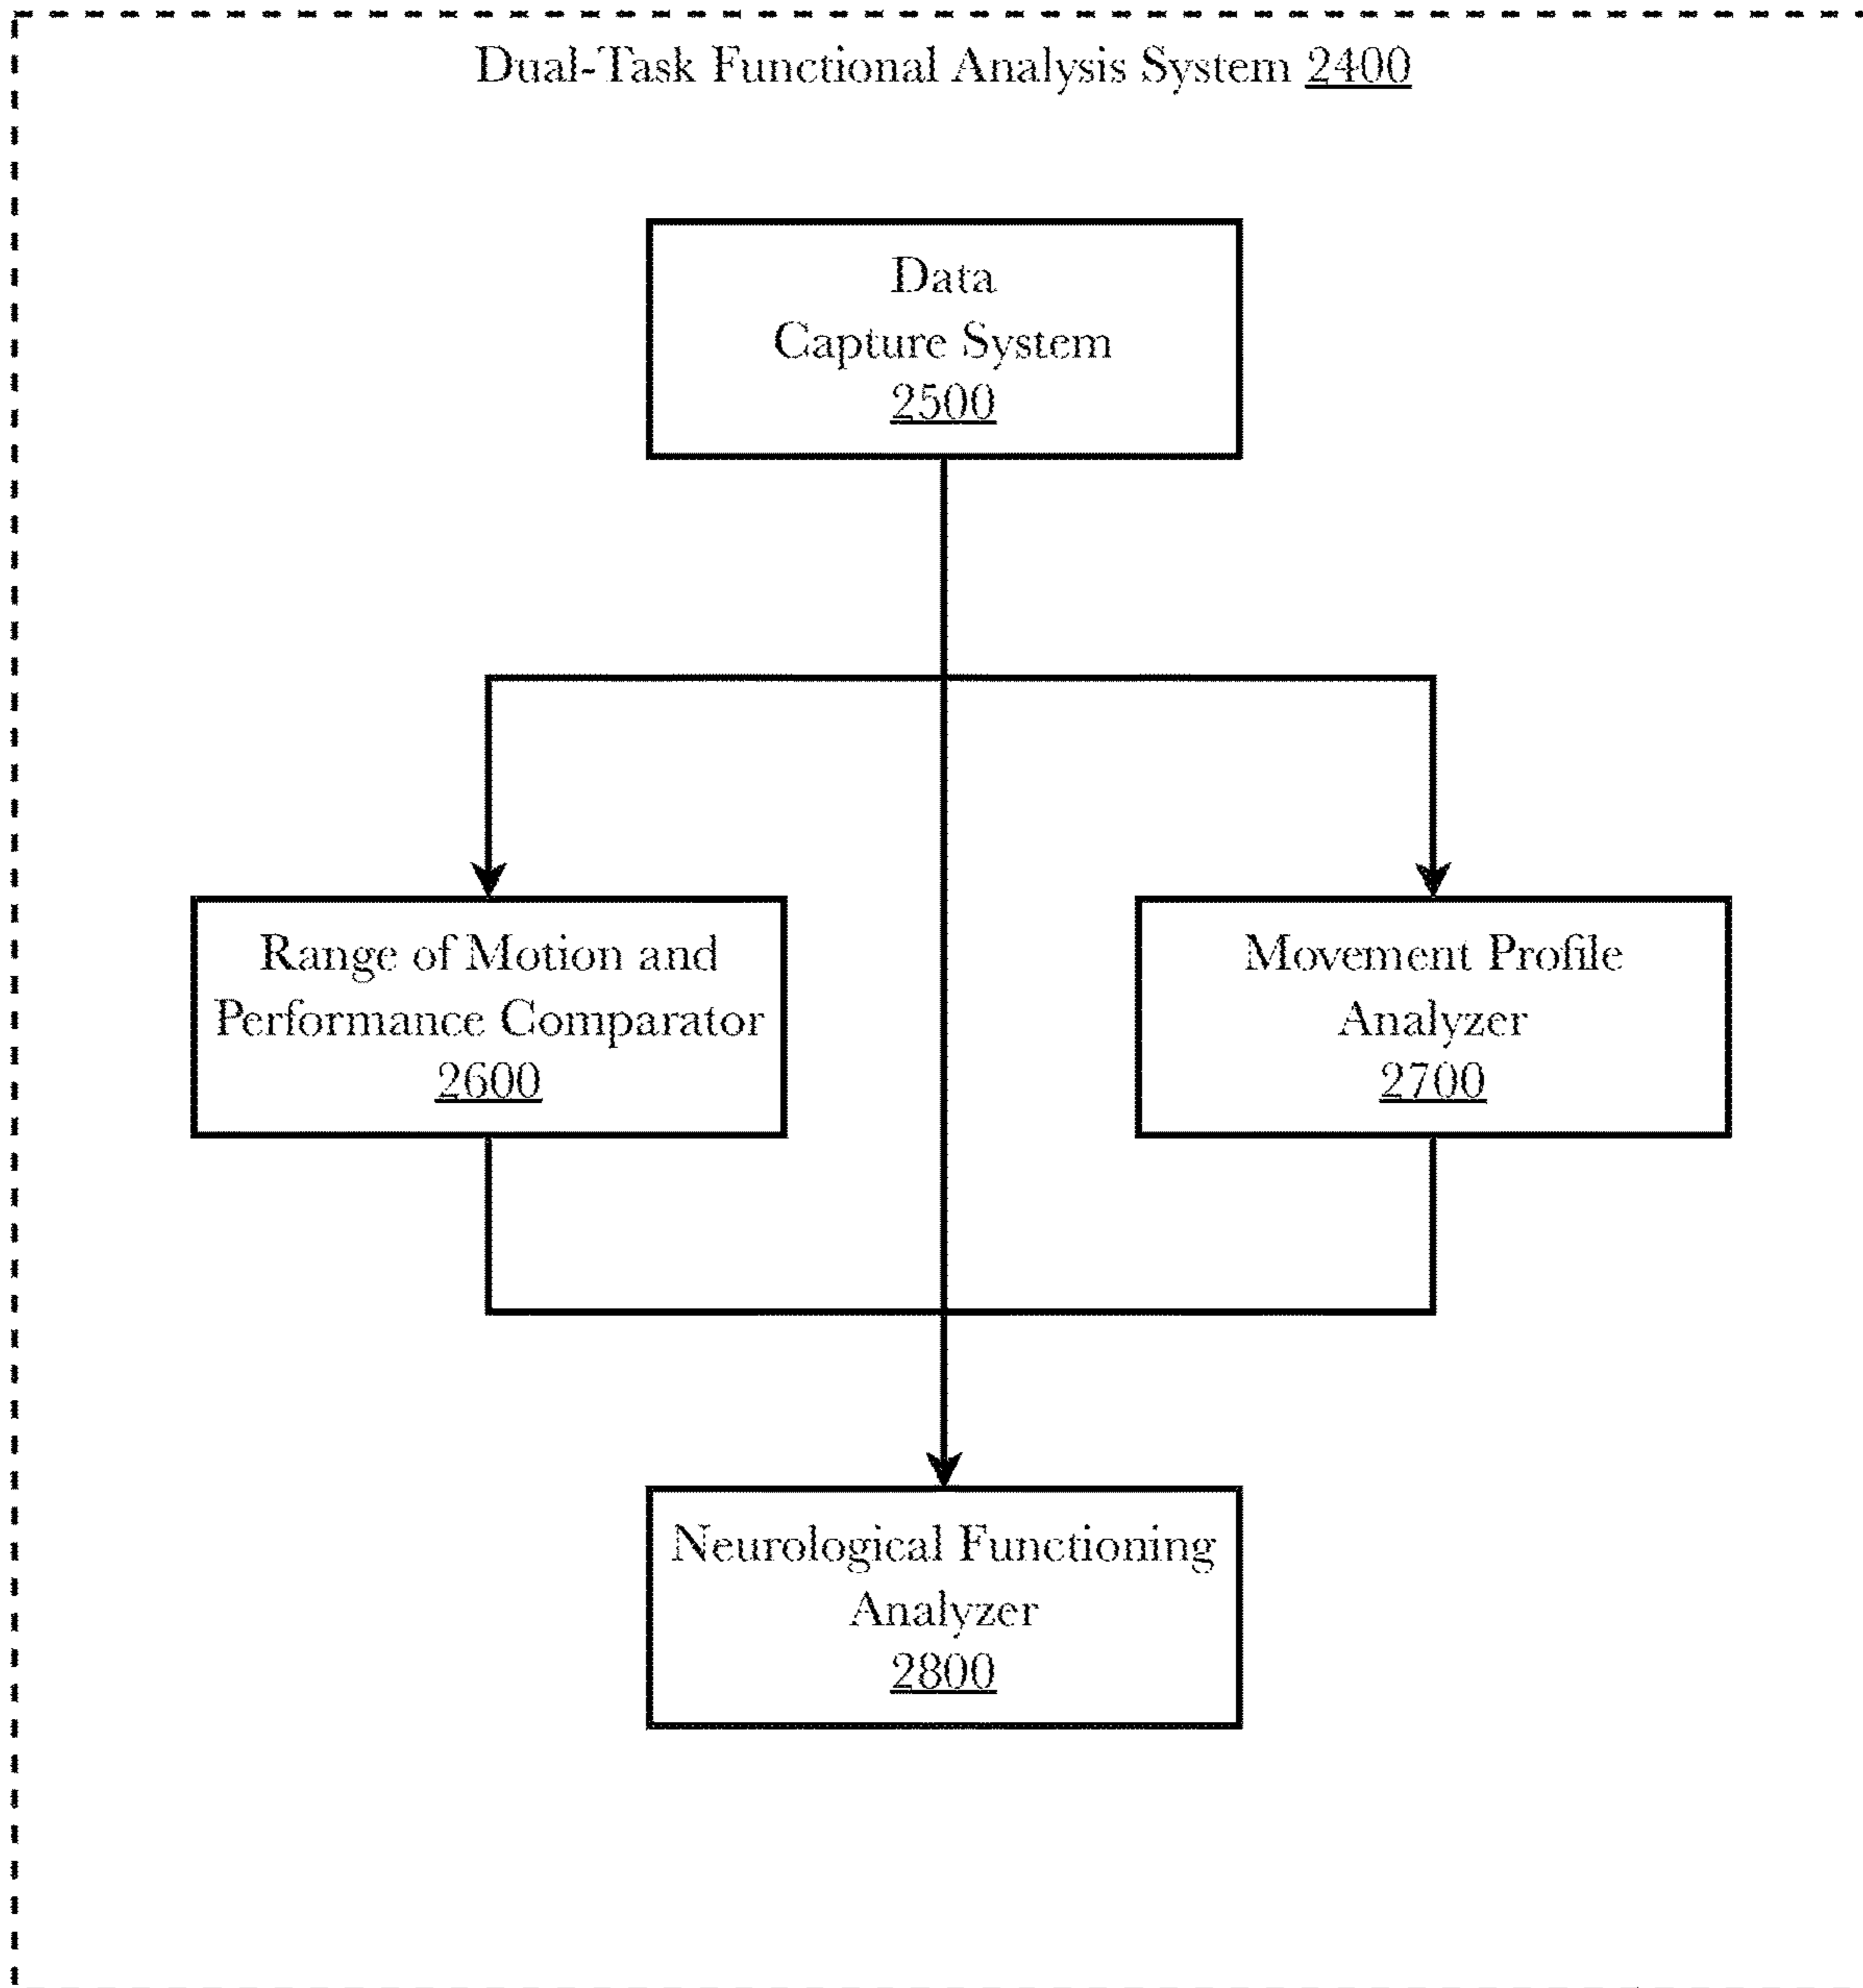 Dual-Task Functional Analysis System 2400
Data
Capture System
2500
Range of Motion and
Performance Comparator
2600
Movement Profile
Analyzer
2700
Neurological Functioning
Analyzer
2800